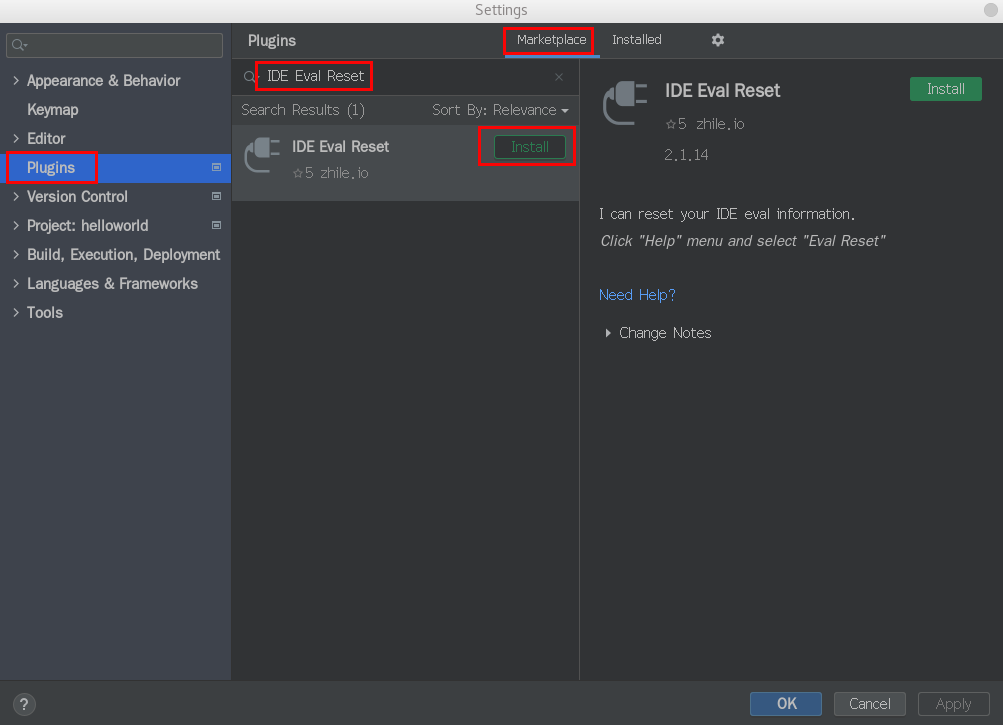 Settings
Appearance & Behavior
Keymap
Editor
Plugins
Version Control
Project: helloworld
Build, Execution, Deployment
Languages & Frameworks
Tools
Plugins
Marketplace
Installed
IDE Eval Reset
Search Results (1)
Sort By: Relevance
IDE Eval Reset
Install
5 zhile.io
IDE Eval Reset
Install
5 zhile.io
2.1.14
I can reset your IDE eval information.
Click "Help" menu and select "Eval Reset"
Need Help?
Change Notes
?
OK
Cancel
Apply